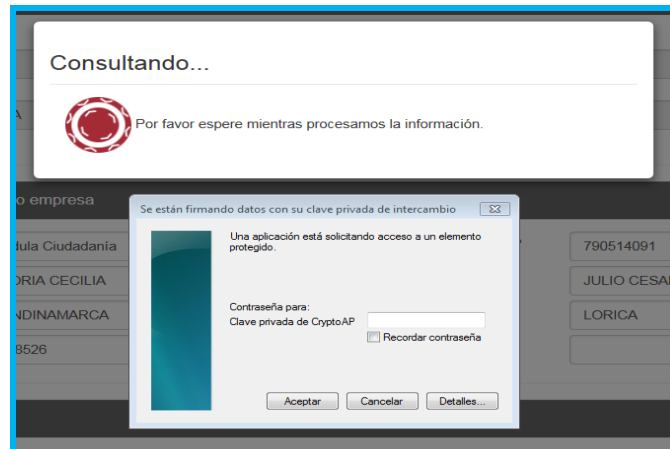 Consultando...
Por favor espere mientras procesamos la información.
o empresa
Se están firmando datos con su clave privada de intercambio
Una aplicación está solicitando acceso a un elemento
protegido.
dula Ciudadanía
790514091
ORIA CECILIA
JULIO CESA
NDINAMARCA
LORICA
8526
Contraseña para:
Clave privada de CryptoAP
Recordar contraseña
Aceptar Cancelar Detalles...